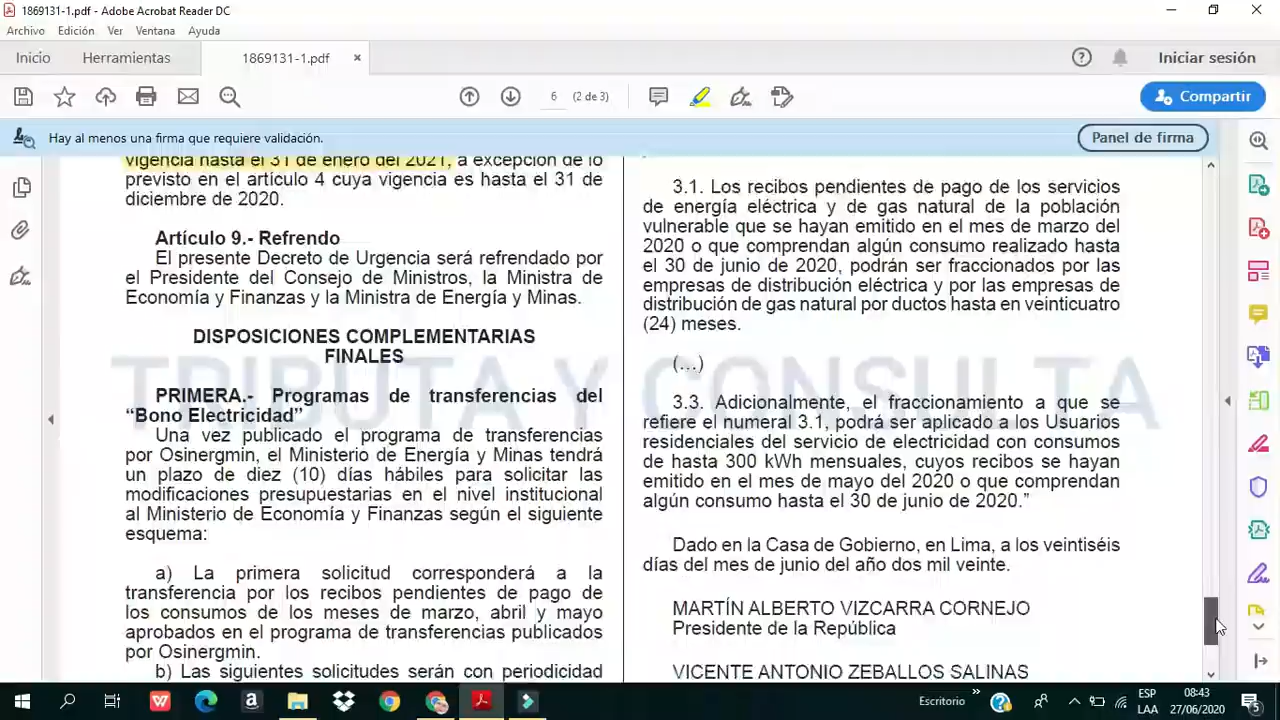 1869131-1.pdf - Adobe Acrobat Reader DC
Archivo Edición Ver Ventana Ayuda
Inicio Herramientas 1869131-1.pdf × Iniciar sesión
6 (2 de 3) Compartir
Hay al menos una firma que requiere validación. Panel de firma
vigencia hasta el 31 de enero del 2021, a excepción de lo
previsto en el artículo 4 cuya vigencia es hasta el 31 de
diciembre de 2020.
Artículo 9.- Refrendo
El presente Decreto de Urgencia será refrendado por
el Presidente del Consejo de Ministros, la Ministra de
Economía y Finanzas y la Ministra de Energía y Minas.
DISPOSICIONES COMPLEMENTARIAS
FINALES
PRIMERA.- Programas de transferencias del
“Bono Electricidad”
Una vez publicado el programa de transferencias
por Osinergmin, el Ministerio de Energía y Minas tendrá
un plazo de diez (10) días hábiles para solicitar las
modificaciones presupuestarias en el nivel institucional
al Ministerio de Economía y Finanzas según el siguiente
esquema:
a) La primera solicitud corresponderá a la
transferencia por los recibos pendientes de pago de
los consumos de los meses de marzo, abril y mayo
aprobados en el programa de transferencias publicados
por Osinergmin.
b) Las siguientes solicitudes serán con periodicidad
3.1. Los recibos pendientes de pago de los servicios
de energía eléctrica y de gas natural de la población
vulnerable que se hayan emitido en el mes de marzo del
2020 o que comprendan algún consumo realizado hasta
el 30 de junio de 2020, podrán ser fraccionados por las
empresas de distribución eléctrica y por las empresas de
distribución de gas natural por ductos hasta en veinticuatro
(24) meses.
(…)
3.3. Adicionalmente, el fraccionamiento a que se
refiere el numeral 3.1, podrá ser aplicado a los Usuarios
residenciales del servicio de electricidad con consumos
de hasta 300 kWh mensuales, cuyos recibos se hayan
emitido en el mes de mayo del 2020 o que comprendan
algún consumo hasta el 30 de junio de 2020.”
Dado en la Casa de Gobierno, en Lima, a los veintiséis
días del mes de junio del año dos mil veinte.
MARTÍN ALBERTO VIZCARRA CORNEJO
Presidente de la República
VICENTE ANTONIO ZEBALLOS SALINAS
TRIBUTA Y CONSULTA
Escritorio ESP 08:43
LAA 27/06/2020 5